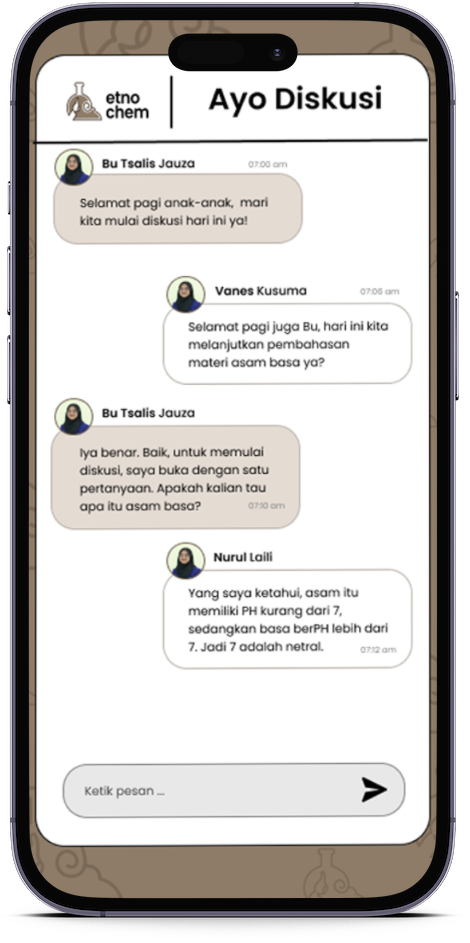 etno
chem
Ayo Diskusi
Bu Tsalis Jauza
07:00 am
Selamat pagi anak-anak, mari
kita mulai diskusi hari ini ya!
Vanes Kusuma
07:06 am
Selamat pagi juga Bu, hari ini kita
melanjutkan pembahasan
materi asam basa ya?
Bu Tsalis Jauza
Iya benar. Baik, untuk memulai
diskusi, saya buka dengan satu
pertanyaan. Apakah kalian tau
apa itu asam basa?
07:10 am
Nurul Laili
Yang saya ketahui, asam itu
memiliki PH kurang dari 7,
sedangkan basa berPH lebih dari
7. Jadi 7 adalah netral.
07:12 am
Ketik pesan ...